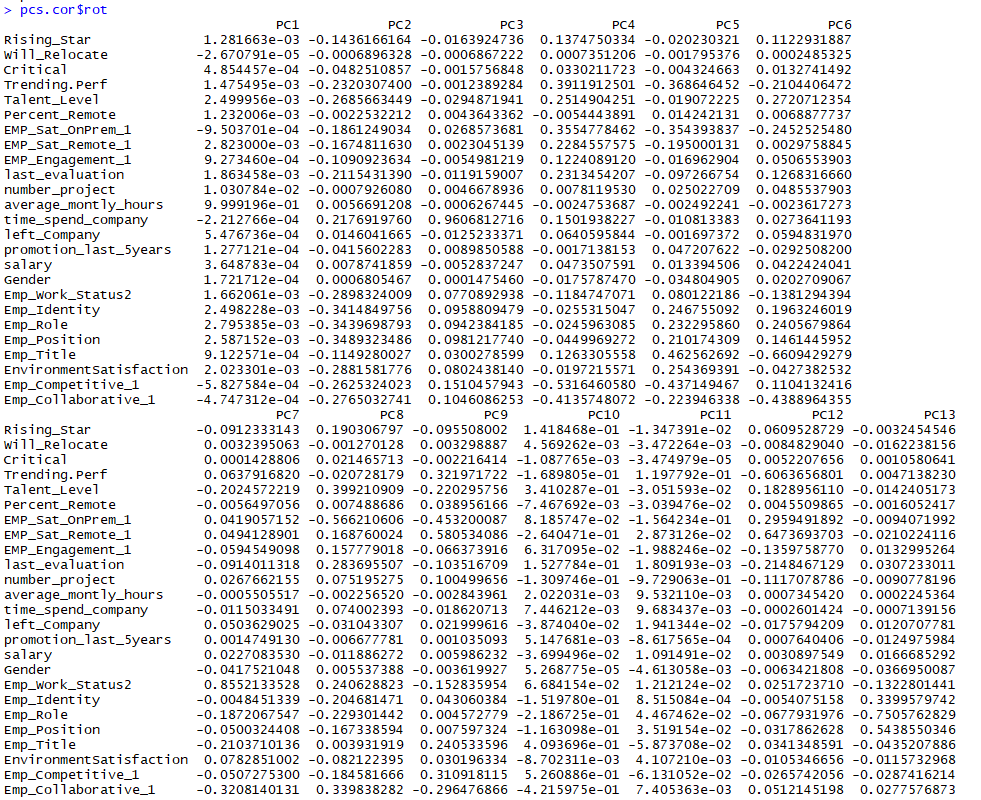 > pcs.cor$rot
PC1 PC2 PC3 PC4 PC5 PC6
Rising_Star 1.281663e-03 -0.1436166164 -0.0163924736 0.1374750334 -0.020230321 0.1122931887
Will_Relocate -2.670791e-05 -0.0006896328 -0.0006867222 0.0007351206 -0.001795376 0.0002485325
Critical 4.854457e-04 -0.0482510857 -0.0015756848 0.0330211723 -0.004324663 0.0132741492
Trending.Perf 1.475495e-03 -0.2320307400 -0.0012389284 0.3911912501 -0.368646452 -0.2104406472
Talent_Level 2.499956e-03 -0.2685663449 -0.0294871941 0.2514904251 -0.019072225 0.2720712354
Percent_Remote 1.232006e-03 -0.0022532212 0.0043643362 -0.0054443891 0.014242131 0.0068877737
EMP_Sat_OnPrem_1 -9.503701e-04 -0.1861249034 0.0268573681 0.3554778462 -0.354393837 -0.2452525480
EMP_Sat_Remote_1 2.823000e-03 -0.1674811630 0.0023045139 0.2284557575 -0.195000131 0.0029758845
EMP_Engagement_1 9.273460e-04 -0.1090923634 -0.0054981219 0.1224089120 -0.016962904 0.0506553903
last_evaluation 1.863458e-03 -0.2115431390 -0.0119159007 0.2313454207 -0.097266754 0.1268316660
number_project 1.030784e-02 -0.0007926080 0.0046678936 0.0078119530 0.025022709 0.0485537903
average_montly_hours 9.999196e-01 0.0056691208 -0.0006267445 -0.0024753687 -0.002492241 -0.0023617273
time_spend_company -2.212766e-04 0.2176919760 0.9606812716 0.1501938227 -0.010813383 0.0273641193
left_Company 5.476736e-04 0.0146041665 -0.0125233371 0.0640595844 -0.001697372 0.0594831970
promotion_last_5years 1.277121e-04 -0.0415602283 0.0089850588 -0.0017138153 0.047207622 -0.0292508200
salary 3.648783e-04 0.0078741859 -0.0052837247 0.0473507591 0.013394506 0.0422424041
Gender 1.721712e-04 0.0006805467 0.0001475460 -0.0175787470 -0.034804905 0.0202709067
Emp_Work_Status2 1.662061e-03 -0.2898324009 0.0770892938 -0.1184747071 0.080122186 -0.1381294394
Emp_Identity 2.498228e-03 -0.3414849756 0.0958809479 -0.0255315047 0.246755092 0.1963246019
Emp_Role 2.795385e-03 -0.3439698793 0.0942384185 -0.0245963085 0.232295860 0.2405679864
Emp_Position 2.587152e-03 -0.3489323486 0.0981217740 -0.0449969272 0.210174309 0.1461445952
Emp_Title 9.122571e-04 -0.1149280027 0.0300278599 0.1263305558 0.462562692 -0.6609429279
EnvironmentSatisfaction 2.023301e-03 -0.2881581776 0.0802438140 -0.0197215571 0.254369391 -0.0427382532
Emp_Competitive_1 -5.827584e-04 -0.2625324023 0.1510457943 -0.5316460580 -0.437149467 0.1104132416
Emp_Collaborative_1 -4.747312e-04 -0.2765032741 0.1046086253 -0.4135748072 -0.223946338 -0.4388964355
PC7 PC8 PC9 PC10 PC11 PC12 PC13
Rising_Star -0.0912333143 0.190306797 -0.095508002 1.418468e-01 -1.347391e-02 0.0609528729 -0.0032454546
Will_Relocate 0.0032395063 -0.001270128 0.003298887 4.569262e-03 -3.472264e-03 -0.0084829040 -0.0162238156
Critical 0.0001428806 0.021465713 -0.002216414 -1.087765e-03 -3.474979e-05 0.0052207656 0.0010580641
Trending.Perf 0.0637916820 -0.020728179 0.321971722 -1.689805e-01 1.197792e-01 -0.6063656801 0.0047138230
Talent_Level -0.2024572219 0.399210909 -0.220295756 3.410287e-01 -3.051593e-02 0.1828956110 -0.0142405173
Percent_Remote -0.0056497056 0.007488686 0.038956166 -7.467692e-03 -3.039476e-02 0.0045509865 -0.0016052417
EMP_Sat_OnPrem_1 0.0419057152 -0.566210606 -0.453200087 8.185747e-02 -1.564234e-01 0.2959491892 -0.0094071992
EMP_Sat_Remote_1 0.0494128901 0.168760024 0.580534086 -2.640471e-01 2.873126e-02 0.6473693703 -0.0210224116
EMP_Engagement_1 -0.0594549098 0.157779018 -0.066373916 6.317095e-02 -1.988246e-02 -0.1359758770 0.0132995264
last_evaluation -0.0914011318 0.283695507 -0.103516709 1.527784e-01 1.809193e-03 -0.2148467129 0.0307233011
number_project 0.0267662155 0.075195275 0.100499656 -1.309746e-01 -9.729063e-01 -0.1117078786 -0.0090778196
average_montly_hours -0.0005505517 -0.002256520 -0.002843961 2.022031e-03 9.532110e-03 0.0007345420 0.0002245364
time_spend_company -0.0115033491 0.074002393 -0.018620713 7.446212e-03 9.683437e-03 -0.0002601424 -0.0007139156
left_Company 0.0503629025 -0.031043307 0.021999616 -3.874040e-02 1.941344e-02 -0.0175794209 0.0120707781
promotion_last_5years 0.0014749130 -0.006677781 0.001035093 5.147681e-03 -8.617565e-04 0.0007640406 -0.0124975984
salary 0.0227083530 -0.011886272 0.005986232 -3.699496e-02 1.091491e-02 0.0030897549 0.0166685292
Gender -0.0417521048 0.005537388 -0.003619927 5.268775e-05 -4.613058e-03 -0.0063421808 -0.0366950087
Emp_Work_Status2 0.8552133528 0.240628823 -0.152835954 6.684154e-02 1.212124e-02 0.0251723710 -0.1322801441
Emp_Identity -0.0048451339 -0.204681471 0.043060384 -1.519780e-01 8.515084e-04 -0.0054075158 0.3399579742
Emp_Role -0.1872067547 -0.229301442 0.004572779 -2.186725e-01 4.467462e-02 -0.0677931976 -0.7505762829
Emp_Position -0.0500324408 -0.167338594 0.007597324 -1.163098e-01 3.519154e-02 -0.0317862628 0.5438550346
Emp_Title -0.2103710136 0.003931919 0.240533596 4.093696e-01 -5.873708e-02 0.0341348591 -0.0435207886
EnvironmentSatisfaction 0.0782851002 -0.082122395 0.030196334 -8.702311e-03 4.107210e-03 -0.0105346656 -0.0115732968
Emp_Competitive_1 -0.0507275300 -0.184581666 0.310918115 5.260886e-01 -6.131052e-02 -0.0265742056 -0.0287416214
Emp_Collaborative_1 -0.3208140131 0.339838282 -0.296476866 -4.215975e-01 7.405363e-03 0.0512145198 0.0277576873